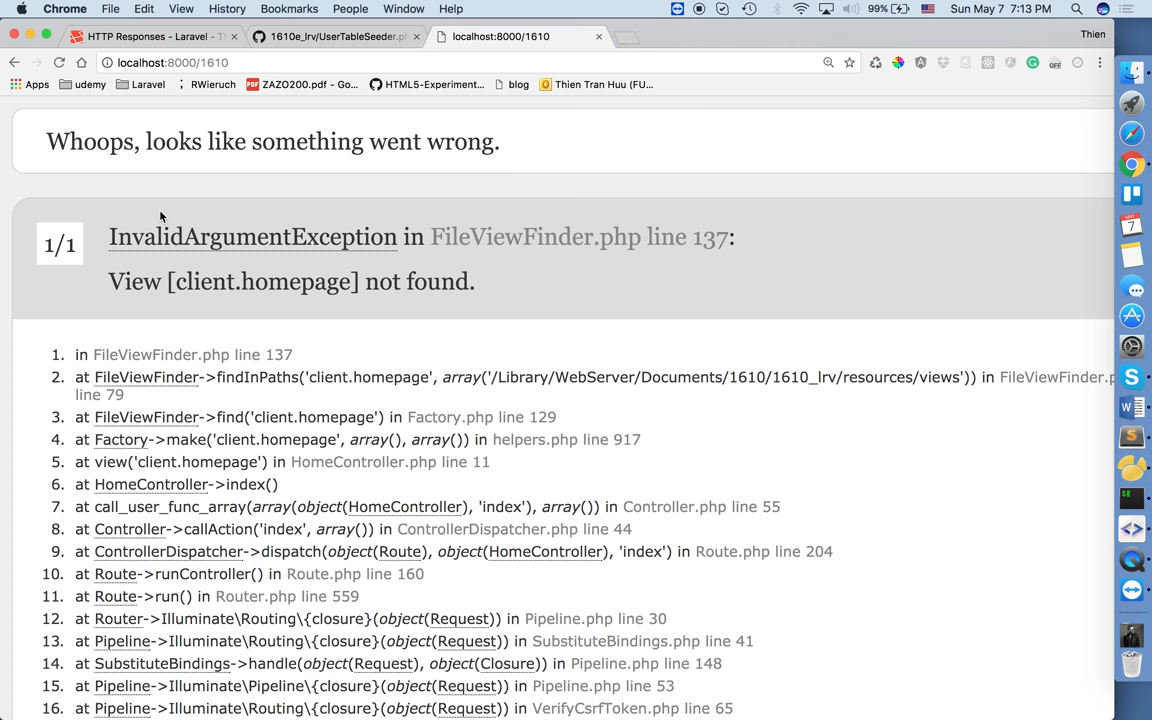 Chrome File Edit View History Bookmarks People Window Help 99% Sun May 7 7:13 PM
HTTP Responses - Laravel - T 1610e_lrv/UserTableSeeder.p localhost:8000/1610 Thien
localhost:8000/1610
Apps udemy Laravel RWieruch ZAZO200.pdf - Go... HTML5-Experiment... blog Thien Tran Huu (FU...
Whoops, looks like something went wrong.
1/1
InvalidArgumentException in FileViewFinder.php line 137:
View [client.homepage] not found.
1. in FileViewFinder.php line 137
2. at FileViewFinder->findInPaths('client.homepage', array('/Library/WebServer/Documents/1610/1610_lrv/resources/views')) in FileViewFinder.p
line 79
3. at FileViewFinder->find('client.homepage') in Factory.php line 129
4. at Factory->make('client.homepage', array(), array()) in helpers.php line 917
5. at view('client.homepage') in HomeController.php line 11
6. at HomeController->index()
7. at call_user_func_array(array(object(HomeController), 'index'), array()) in Controller.php line 55
8. at Controller->callAction('index', array()) in ControllerDispatcher.php line 44
9. at ControllerDispatcher->dispatch(object(Route), object(HomeController), 'index') in Route.php line 204
10. at Route->runController() in Route.php line 160
11. at Route->run() in Router.php line 559
12. at Router->Illuminate\Routing\{closure}(object(Request)) in Pipeline.php line 30
13. at Pipeline->Illuminate\Routing\{closure}(object(Request)) in SubstituteBindings.php line 41
14. at SubstituteBindings->handle(object(Request), object(Closure)) in Pipeline.php line 148
15. at Pipeline->Illuminate\Pipeline\{closure}(object(Request)) in Pipeline.php line 53
16. at Pipeline->Illuminate\Routing\{closure}(object(Request)) in VerifyCsrfToken.php line 65